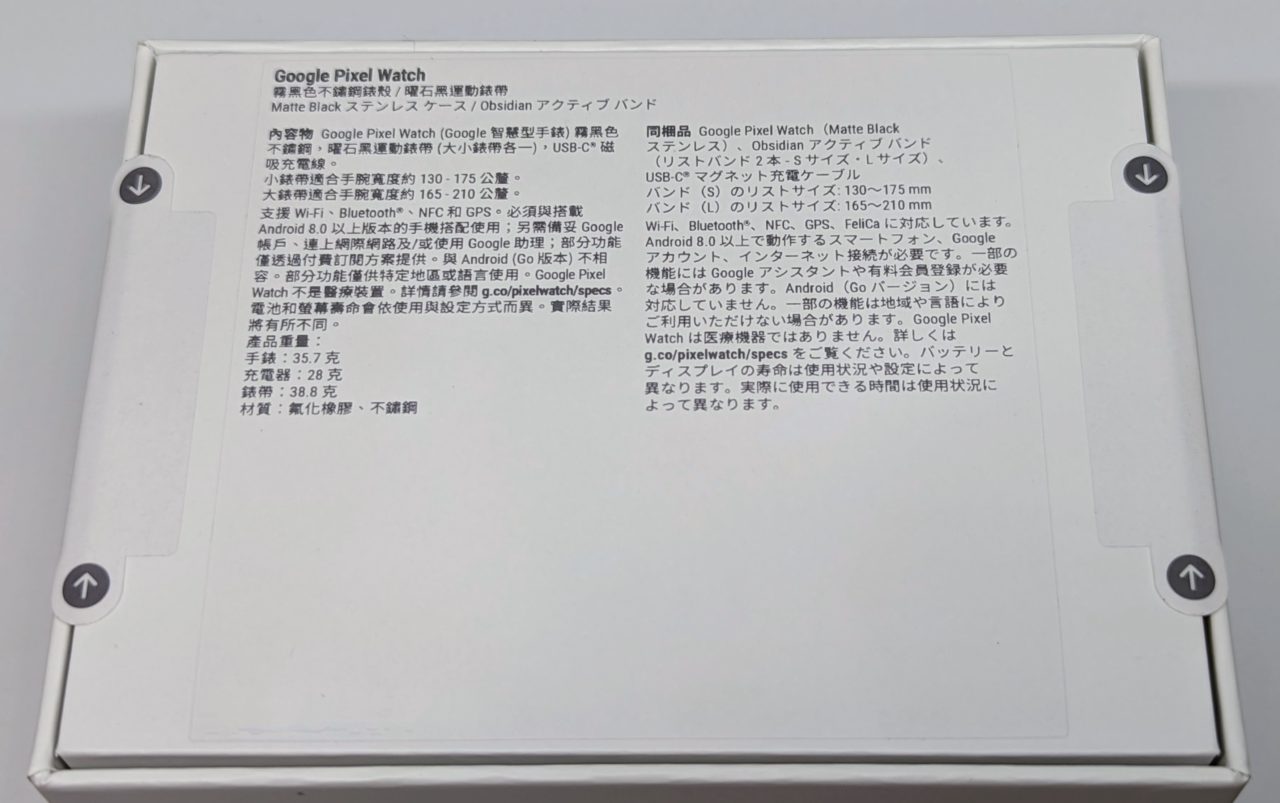 Google Pixel Watch
霧黑色不鏽鋼錶殼 / 曜石黑運動錶帶
Matte Black ステンレス ケース / Obsidian アクティブ バンド
內容物 Google Pixel Watch (Google 智慧型手錶) 霧黑色
不鏽鋼，曜石黑運動錶帶 (大小錶帶各一)，USB-C® 磁
吸充電線。
小錶帶適合手腕寬度約 130 - 175 公釐。
大錶帶適合手腕寬度約 165 - 210 公釐。
支援 Wi-Fi、Bluetooth®、NFC 和 GPS。必須與搭載
Android 8.0 以上版本的手機搭配使用；另需備妥 Google
帳戶、連上網際網路及/或使用 Google 助理；部分功能
僅透過付費訂閱方案提供。與 Android (Go 版本) 不相
容。部分功能僅供特定地區或語言使用。Google Pixel
Watch 不是醫療裝置。詳情請參閱 g.co/pixelwatch/specs。
電池和螢幕壽命會依使用與設定方式而異。實際結果
將有所不同。
產品重量：
手錶：35.7 克
充電器：28 克
錶帶：38.8 克
材質：氟化橡膠、不鏽鋼
同梱品 Google Pixel Watch（Matte Black
ステンレス）、Obsidian アクティブ バンド
（リストバンド 2 本 - S サイズ・L サイズ）、
USB-C® マグネット充電ケーブル
バンド（S）のリストサイズ: 130～175 mm
バンド（L）のリストサイズ: 165～210 mm
Wi-Fi、Bluetooth®、NFC、GPS、FeliCa に対応しています。
Android 8.0 以上で動作するスマートフォン、Google
アカウント、インターネット接続が必要です。一部の
機能には Google アシスタントや有料会員登録が必要
な場合があります。Android（Go バージョン）には
対応していません。一部の機能は地域や言語により
ご利用いただけない場合があります。Google Pixel
Watch は医療機器ではありません。詳しくは
g.co/pixelwatch/specs をご覧ください。バッテリーと
ディスプレイの寿命は使用状況や設定によって
異なります。実際に使用できる時間は使用状況に
よって異なります。